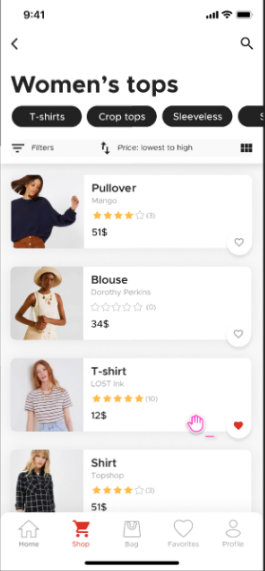 9:41
Women's tops
T-shirts Crop tops Sleeveless S
Filters Price: lowest to high
Pullover
Mango
(3)
51$
Blouse
Dorothy Perkins
(0)
34$
T-shirt
LOST Ink
(10)
12$
Shirt
Topshop
(3)
51$
Home Shop Bag Favorites Profile